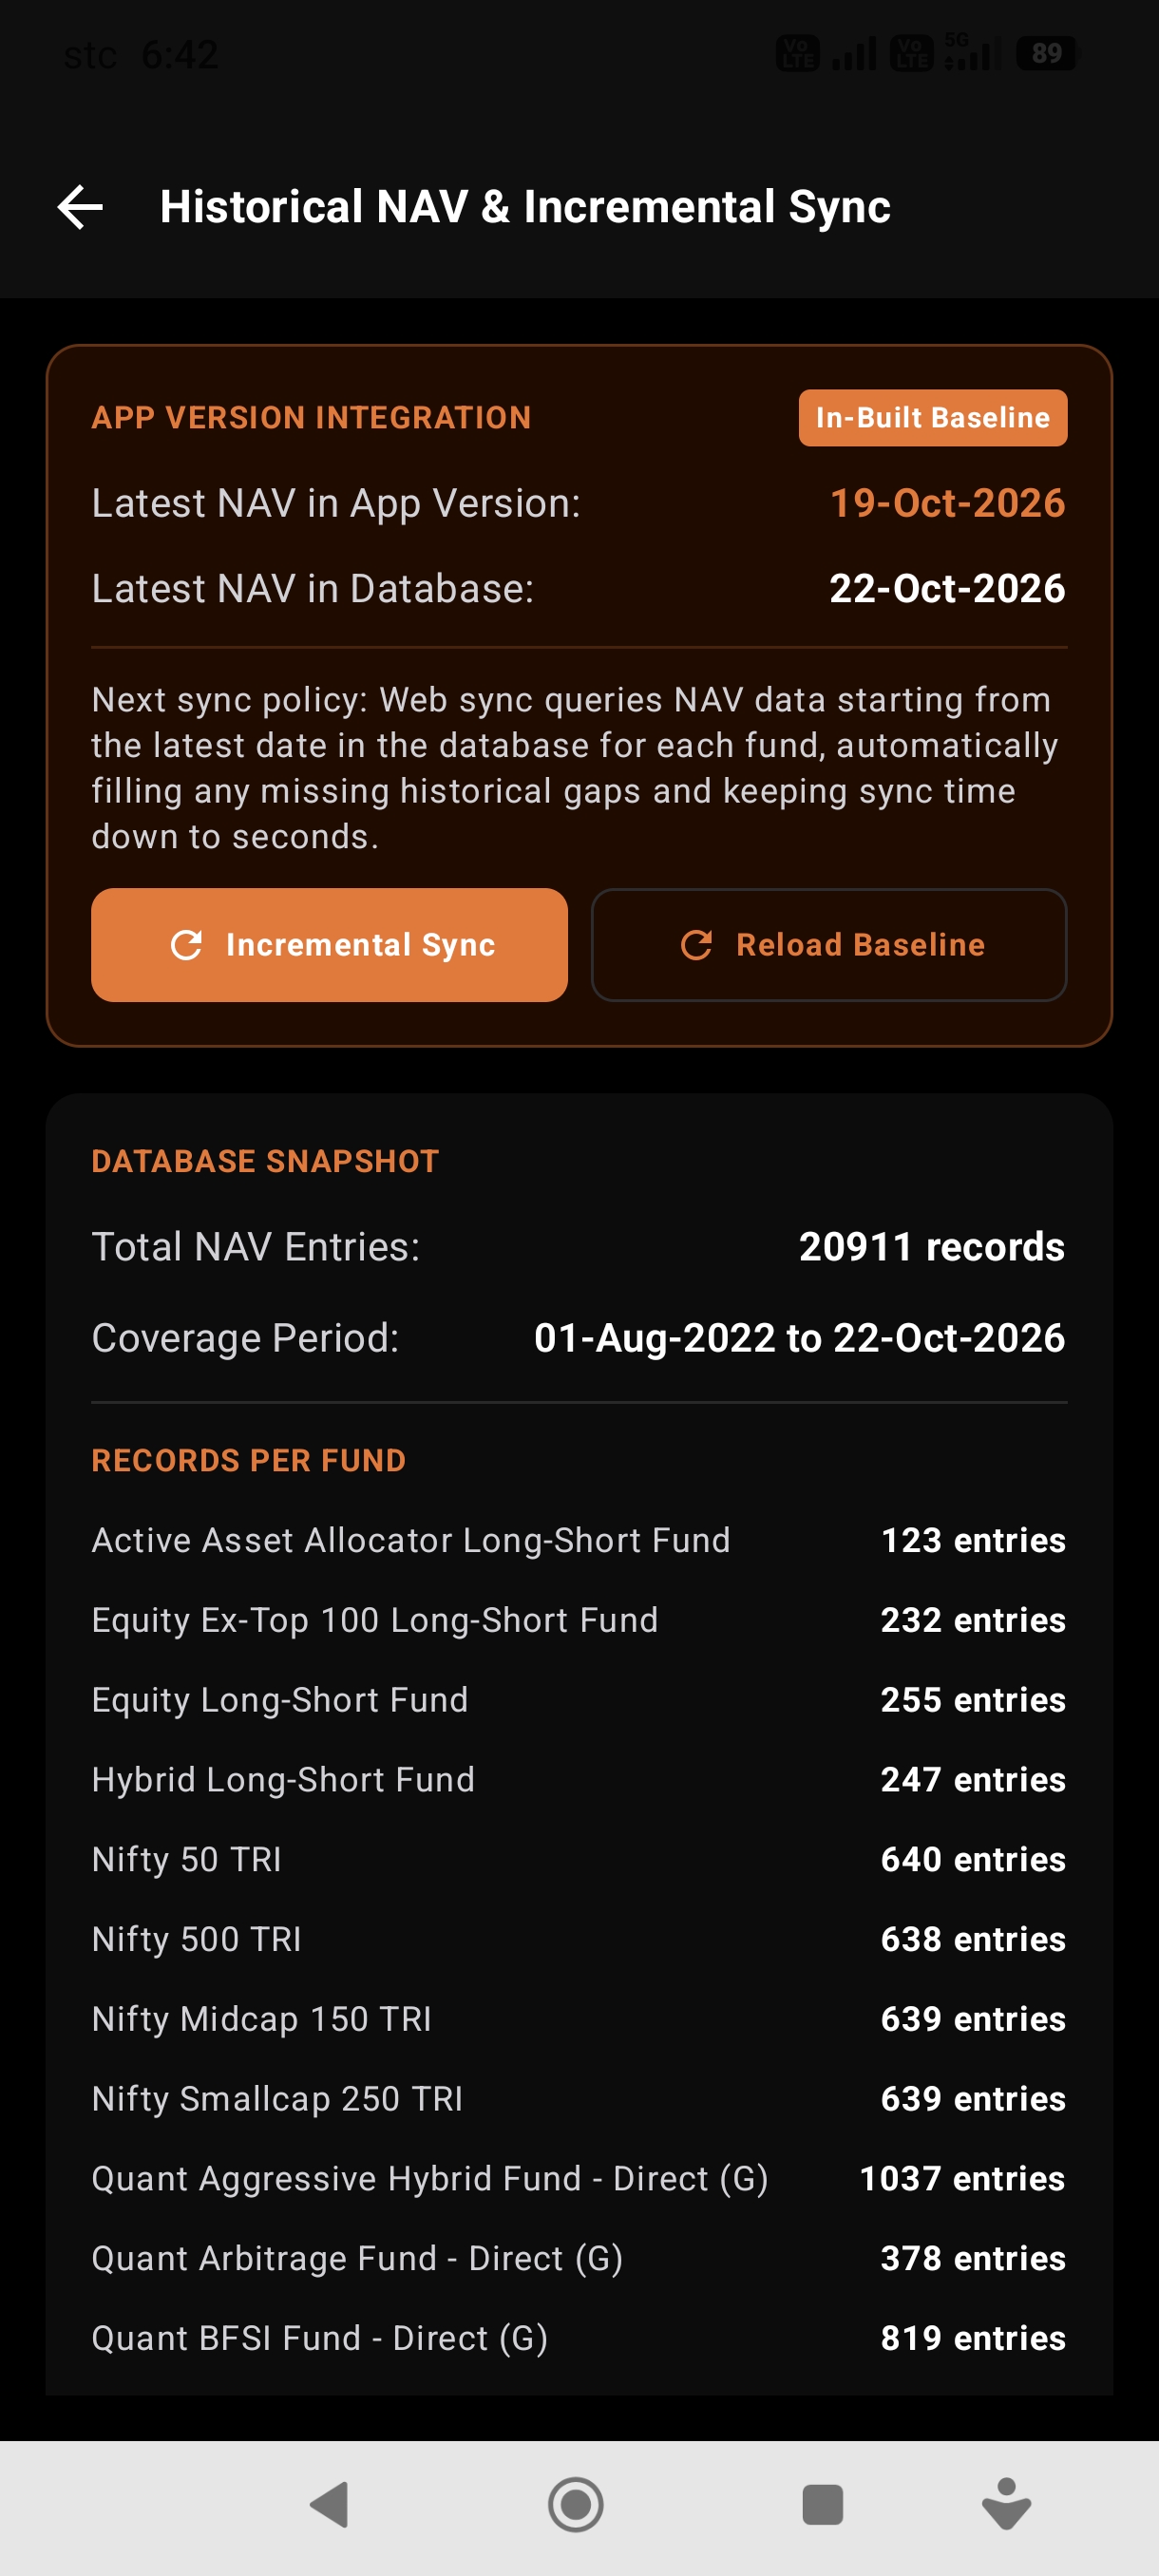 stc 6:42
Vo LTE Vo LTE 5G 89
Historical NAV & Incremental Sync
APP VERSION INTEGRATION In-Built Baseline
Latest NAV in App Version: 19-Oct-2026
Latest NAV in Database: 22-Oct-2026
Next sync policy: Web sync queries NAV data starting from
the latest date in the database for each fund, automatically
filling any missing historical gaps and keeping sync time
down to seconds.
Incremental Sync Reload Baseline
DATABASE SNAPSHOT
Total NAV Entries: 20911 records
Coverage Period: 01-Aug-2022 to 22-Oct-2026
RECORDS PER FUND
Active Asset Allocator Long-Short Fund 123 entries
Equity Ex-Top 100 Long-Short Fund 232 entries
Equity Long-Short Fund 255 entries
Hybrid Long-Short Fund 247 entries
Nifty 50 TRI 640 entries
Nifty 500 TRI 638 entries
Nifty Midcap 150 TRI 639 entries
Nifty Smallcap 250 TRI 639 entries
Quant Aggressive Hybrid Fund - Direct (G) 1037 entries
Quant Arbitrage Fund - Direct (G) 378 entries
Quant BFSI Fund - Direct (G) 819 entries